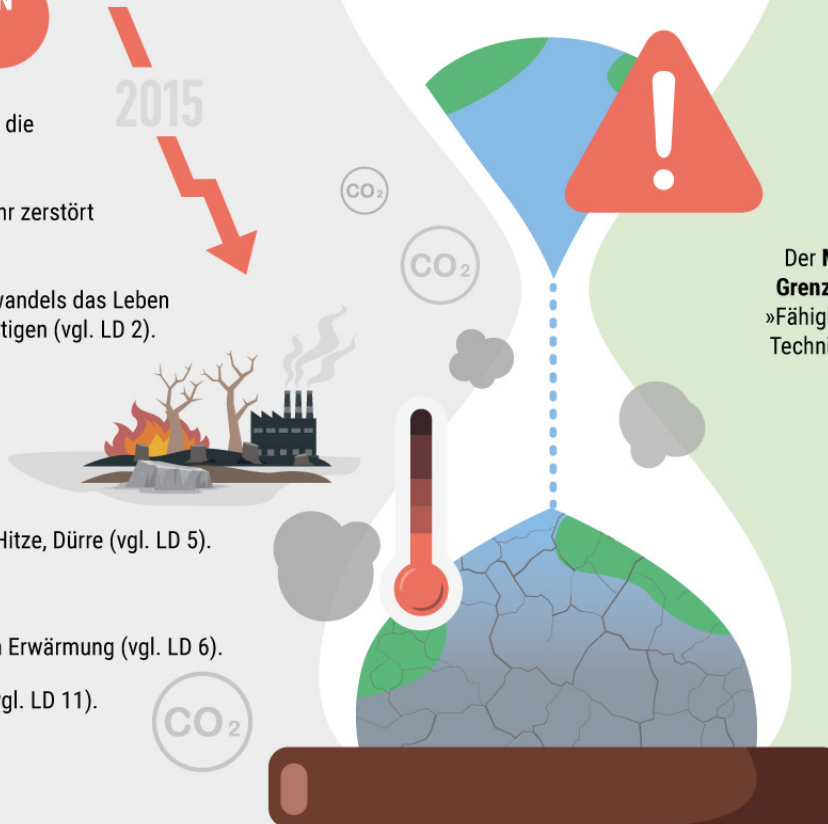 N
2015
die
hr zerstört
wandels das Leben
tigen (vgl. LD 2).
Hitze, Dürre (vgl. LD 5).
Erwärmung (vgl. LD 6).
vgl. LD 11).
CO₂
CO₂
CO₂
!
Der
Grenz
»Fähig
Techni